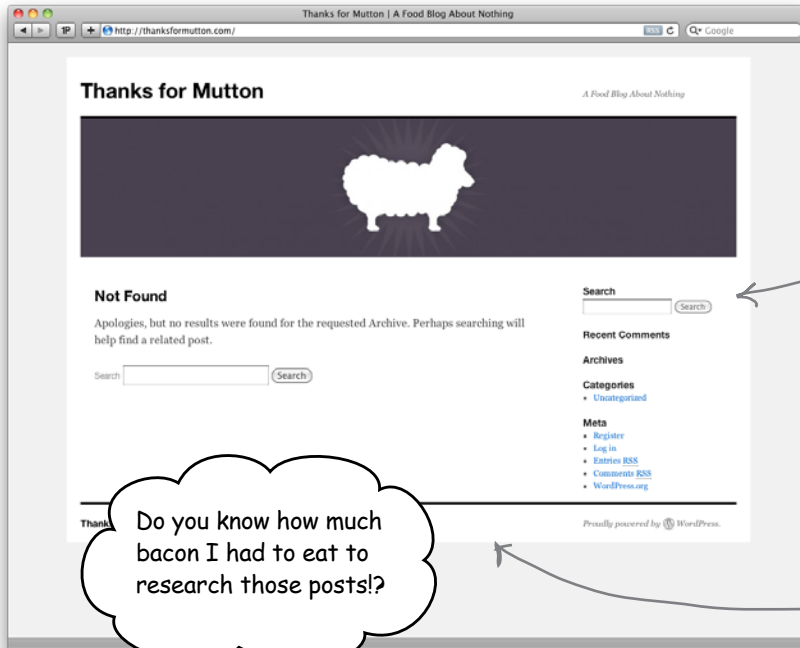 Thanks for Mutton | A Food Blog About Nothing
1P
+
http://thanksformutton.com/
RSS
Google
Thanks for Mutton
A Food Blog About Nothing
Not Found
Apologies, but no results were found for the requested Archive. Perhaps searching will
help find a related post.
Search
Search
Search
Search
Recent Comments
Archives
Categories
Uncategorized
Meta
Register
Log in
Entries RSS
Comments RSS
WordPress.org
Thank
Proudly powered by WordPress.
Do you know how much
bacon I had to eat to
research those posts!?